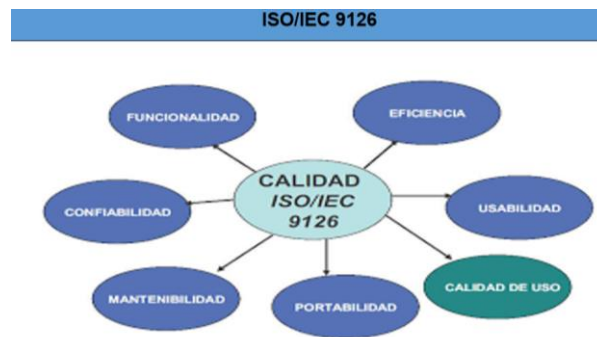 ISO/IEC 9126
FUNCIONALIDAD
EFICIENCIA
CALIDAD
ISO/IEC
9126
CONFIABILIDAD
USABILIDAD
MANTENIBILIDAD
PORTABILIDAD
CALIDAD DE USO